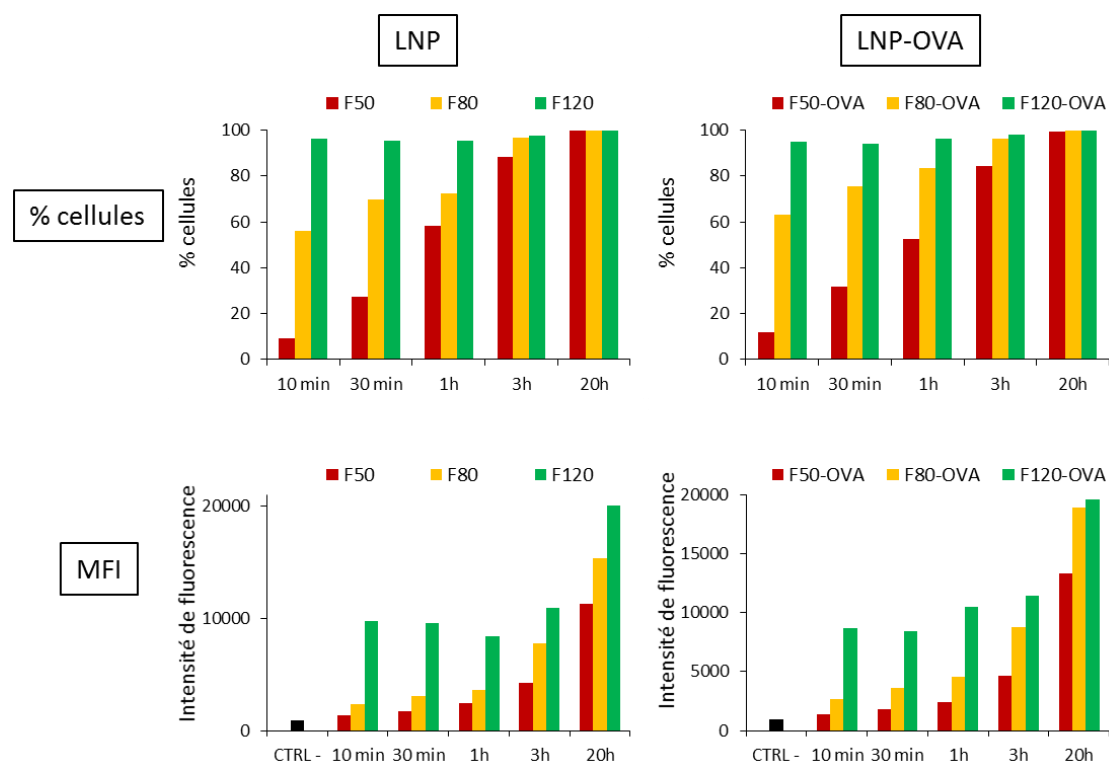 LNP
LNP-OVA
% cellules
MFI
F50 F80 F120
% cellules
100
80
60
40
20
0
10 min 30 min 1h 3h 20h
F50-OVA F80-OVA F120-OVA
% cellules
100
80
60
40
20
0
10 min 30 min 1h 3h 20h
F50 F80 F120
Intensité de fluorescence
20000
10000
0
CTRL - 10 min 30 min 1h 3h 20h
F50-OVA F80-OVA F120-OVA
Intensité de fluorescence
20000
15000
10000
5000
0
CTRL - 10 min 30 min 1h 3h 20h